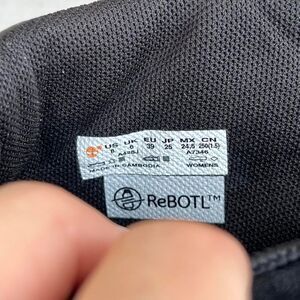 US UK EU JP MX CN
8 6 39 25 24.5 250(1.5)
A7346
MADE IN CAMBODIA WOMENS
ReBOTL™